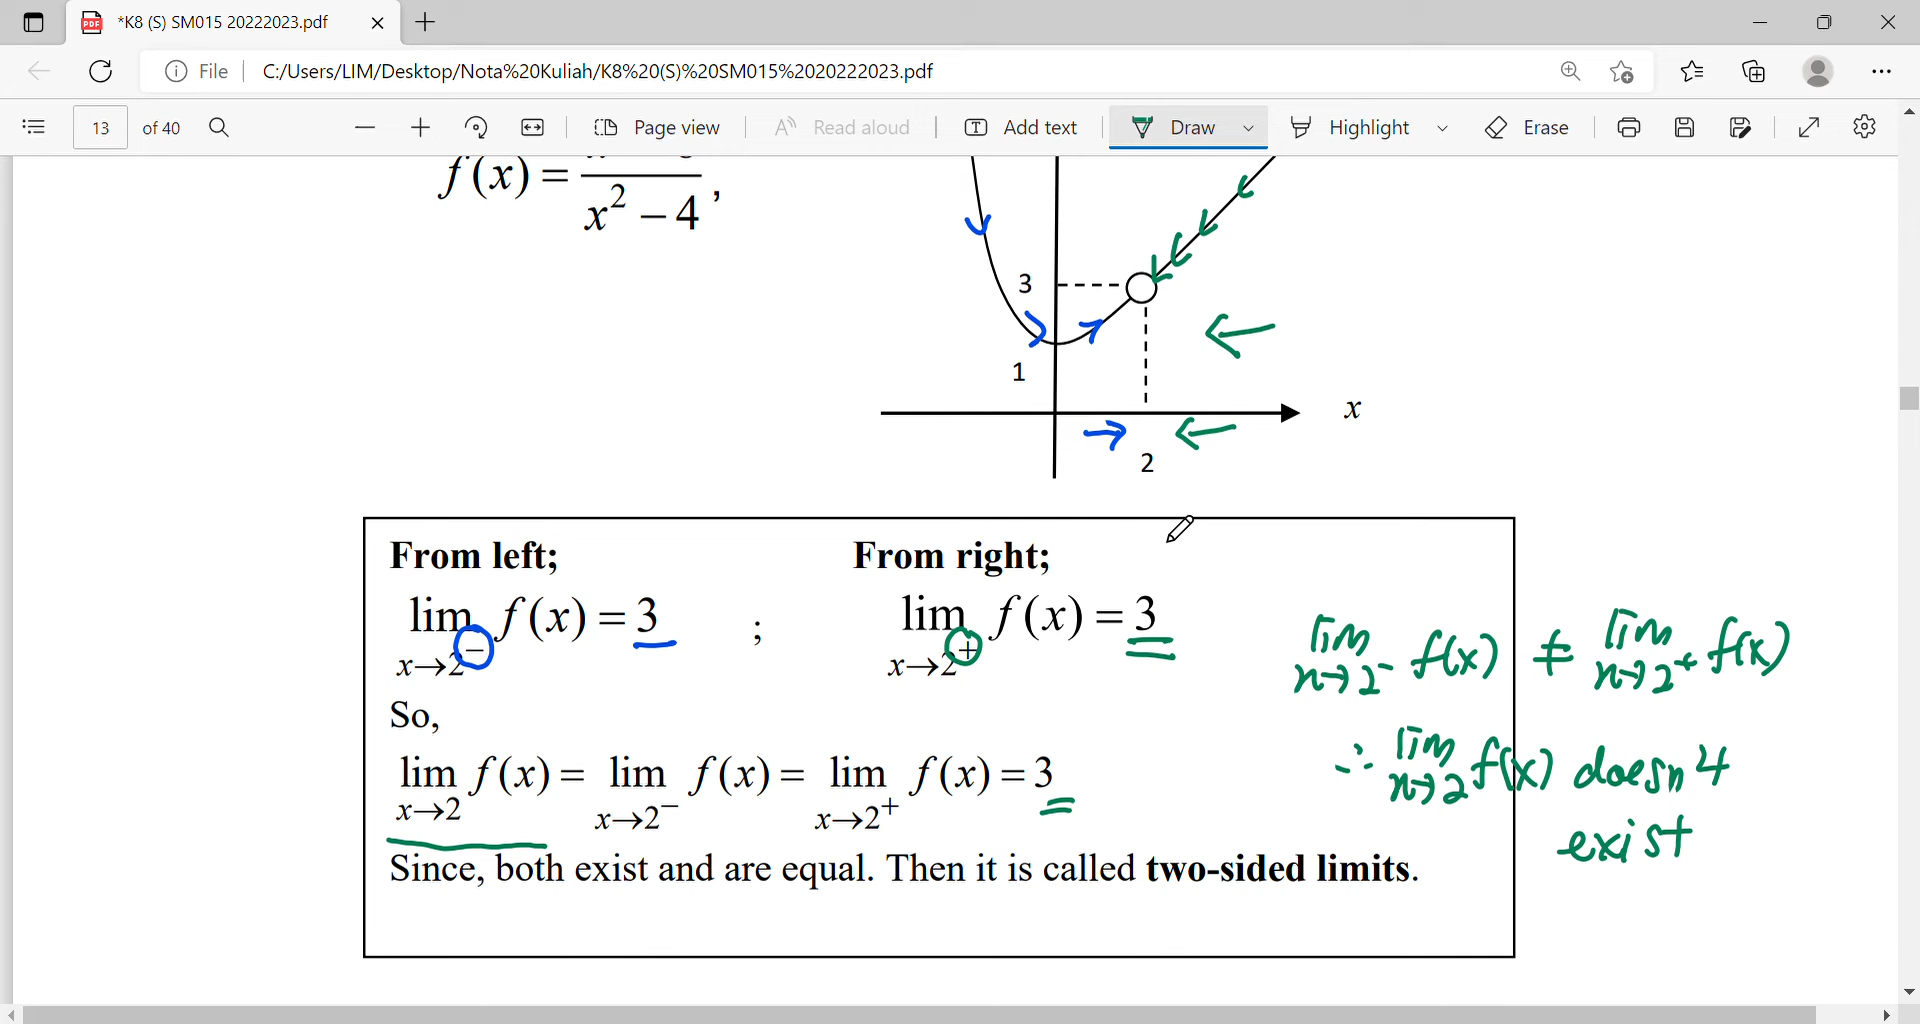 *K8 (S) SM015 20222023.pdf
File C:/Users/LIM/Desktop/Nota%20Kuliah/K8%20(S)%20SM015%2020222023.pdf
13 of 40 Page view Read aloud Add text Draw Highlight Erase
f(x) = / x² − 4 ,
3
1
x
2
From left; From right;
lim x→2⁻ f(x) = 3 ; lim x→2⁺ f(x) = 3
lim x→2⁻ f(x) ≠ lim x→2⁺ f(x)
So,
lim x→2 f(x) = lim x→2⁻ f(x) = lim x→2⁺ f(x) = 3
∴ lim x→2 f(x) doesn't
exist
Since, both exist and are equal. Then it is called two-sided limits.